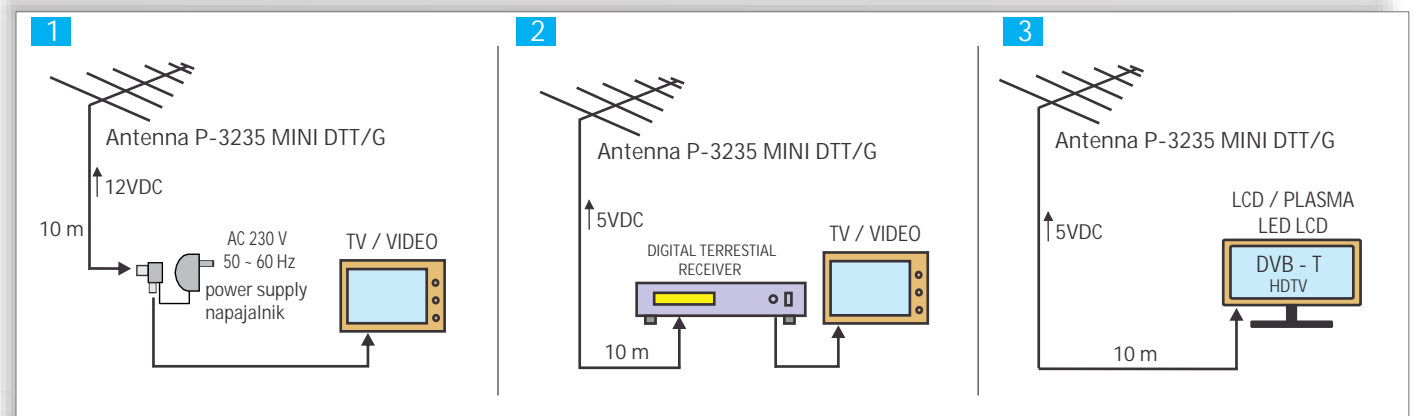 1
Antenna P-3235 MINI DTT/G
12VDC
10 m
AC 230 V
50 ~ 60 Hz
power supply
napajalnik
TV / VIDEO
2
Antenna P-3235 MINI DTT/G
5VDC
DIGITAL TERRESTIAL
RECEIVER
TV / VIDEO
10 m
3
Antenna P-3235 MINI DTT/G
5VDC
LCD / PLASMA
LED LCD
DVB - T
HDTV
10 m